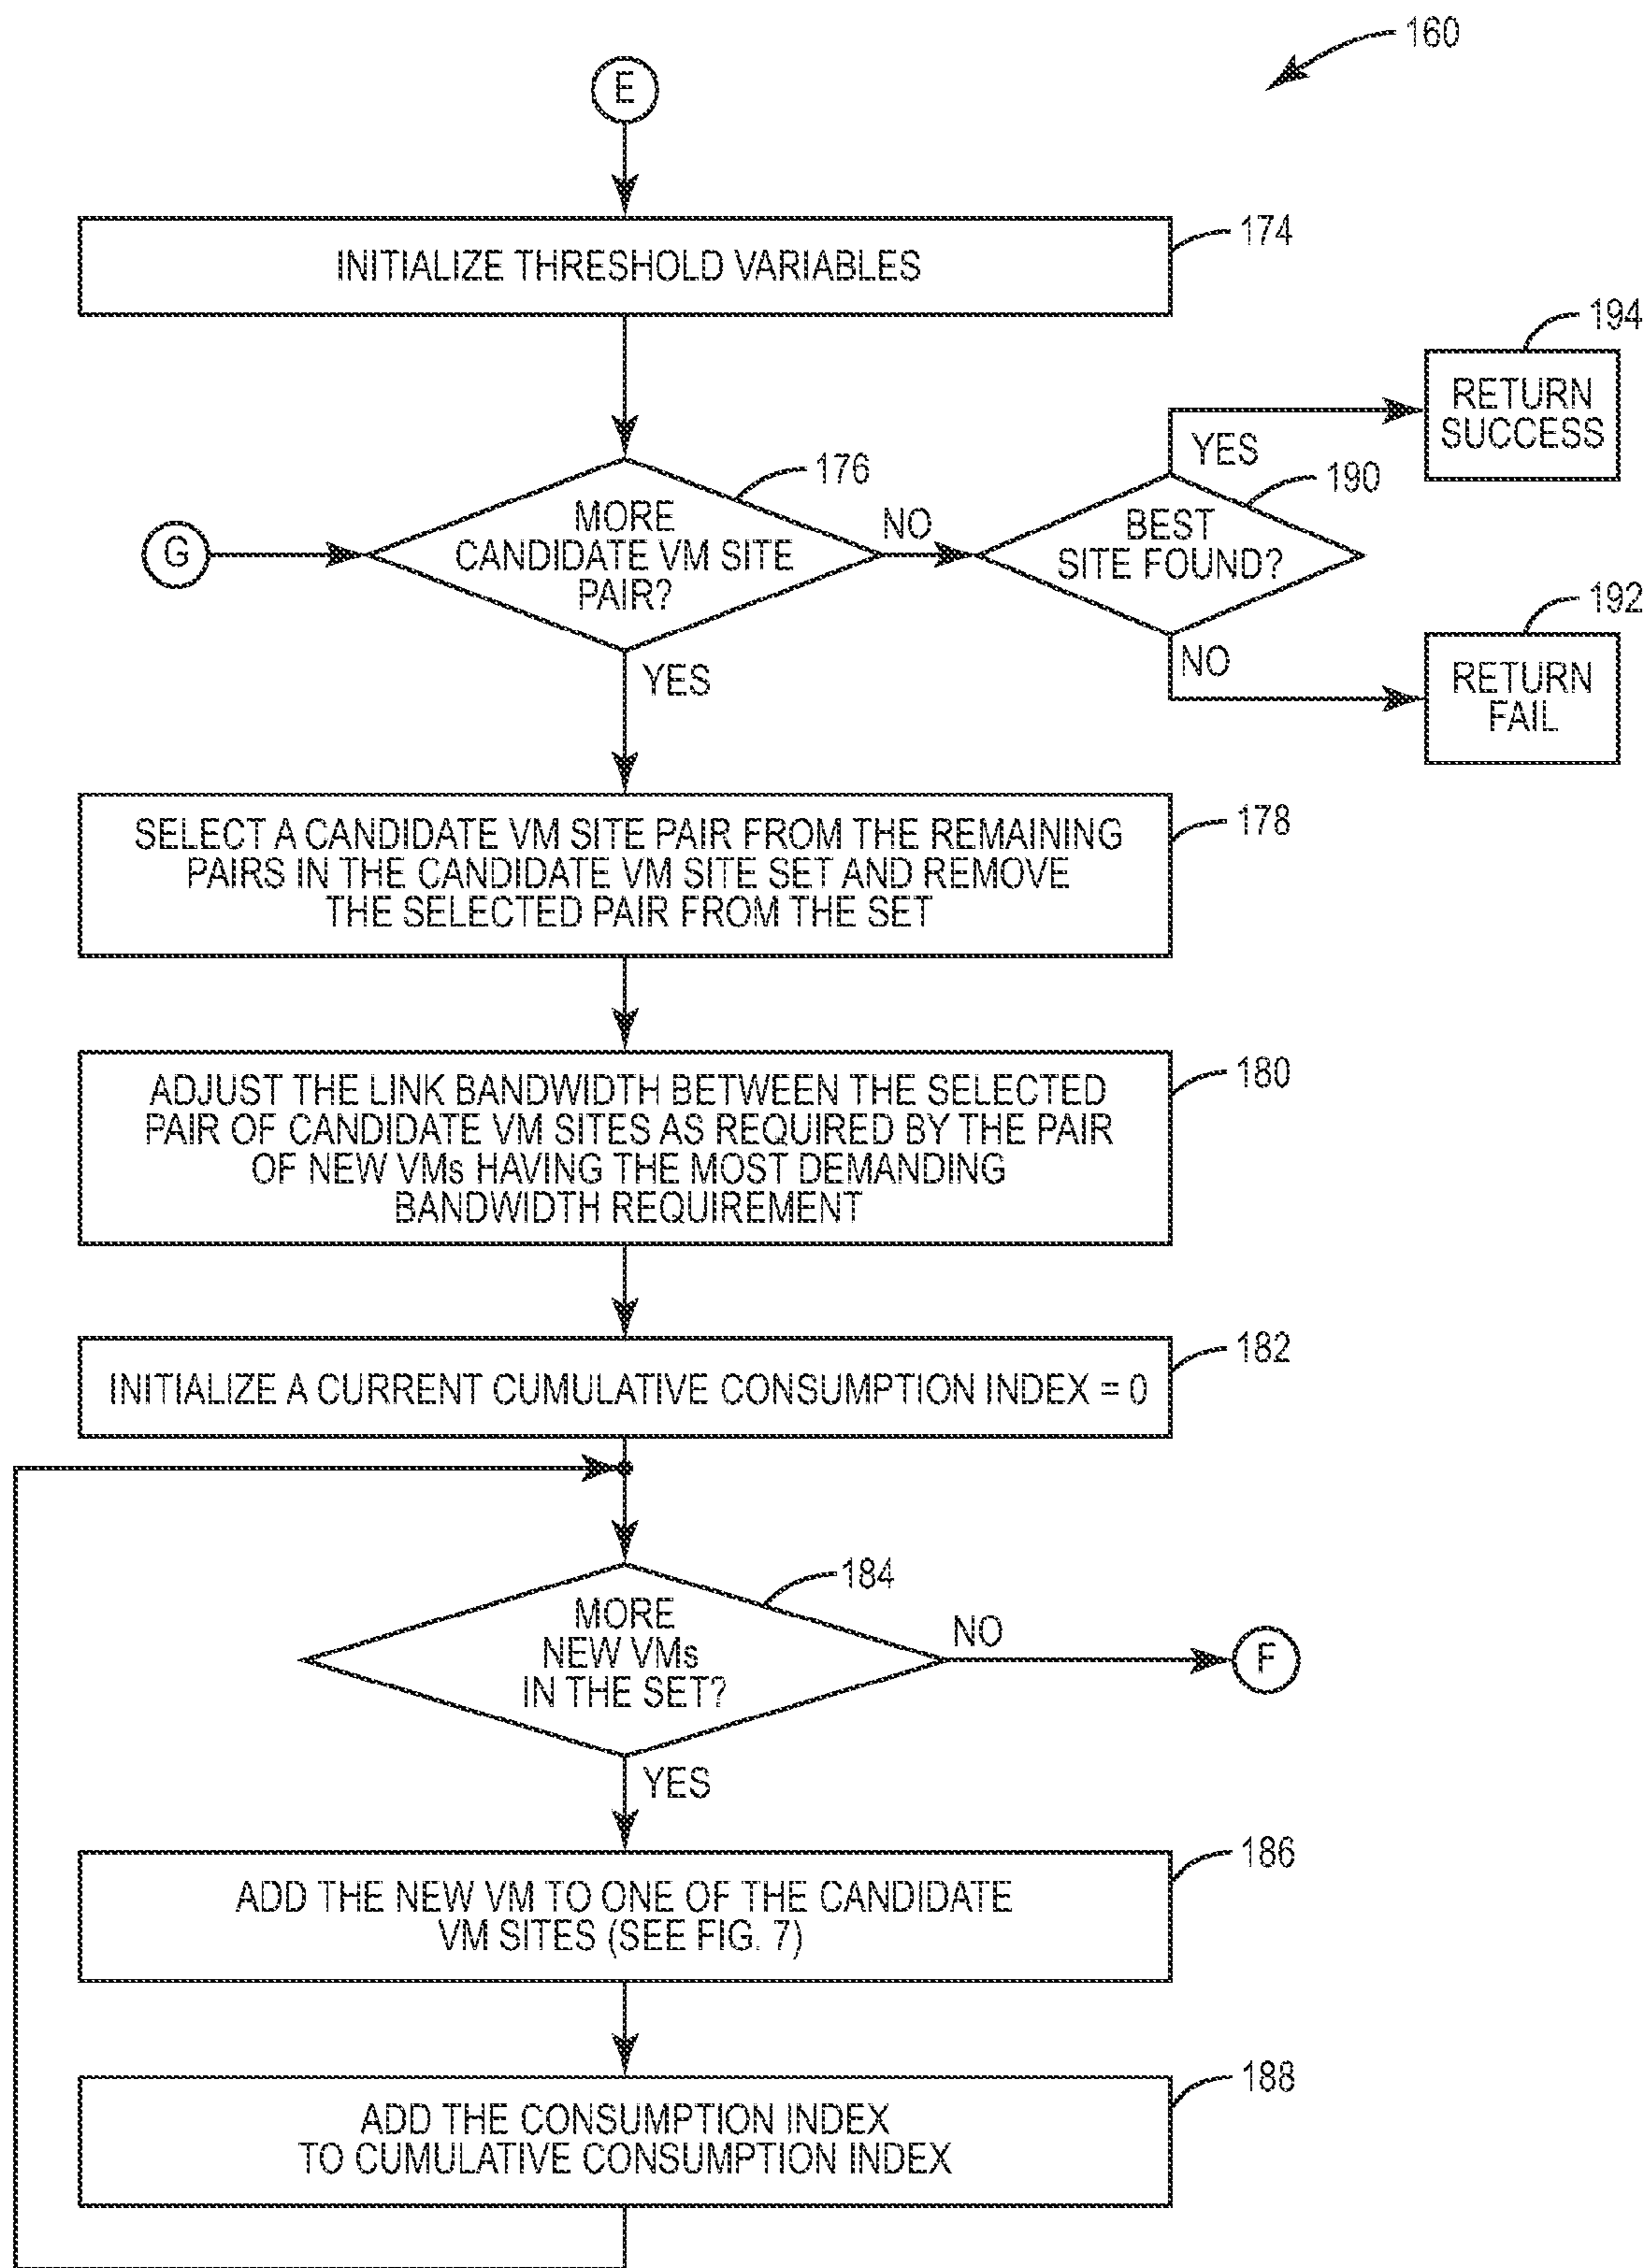 160
E
INITIALIZE THRESHOLD VARIABLES
174
194
RETURN
SUCCESS
YES
176
190
MORE
CANDIDATE VM SITE
PAIR?
NO
BEST
SITE FOUND?
G
192
NO
RETURN
FAIL
YES
178
SELECT A CANDIDATE VM SITE PAIR FROM THE REMAINING
PAIRS IN THE CANDIDATE VM SITE SET AND REMOVE
THE SELECTED PAIR FROM THE SET
180
ADJUST THE LINK BANDWIDTH BETWEEN THE SELECTED
PAIR OF CANDIDATE VM SITES AS REQUIRED BY THE PAIR
OF NEW VMs HAVING THE MOST DEMANDING
BANDWIDTH REQUIREMENT
182
INITIALIZE A CURRENT CUMULATIVE CONSUMPTION INDEX = 0
184
MORE
NEW VMs
IN THE SET?
NO
F
YES
186
ADD THE NEW VM TO ONE OF THE CANDIDATE
VM SITES (SEE FIG. 7)
188
ADD THE CONSUMPTION INDEX
TO CUMULATIVE CONSUMPTION INDEX